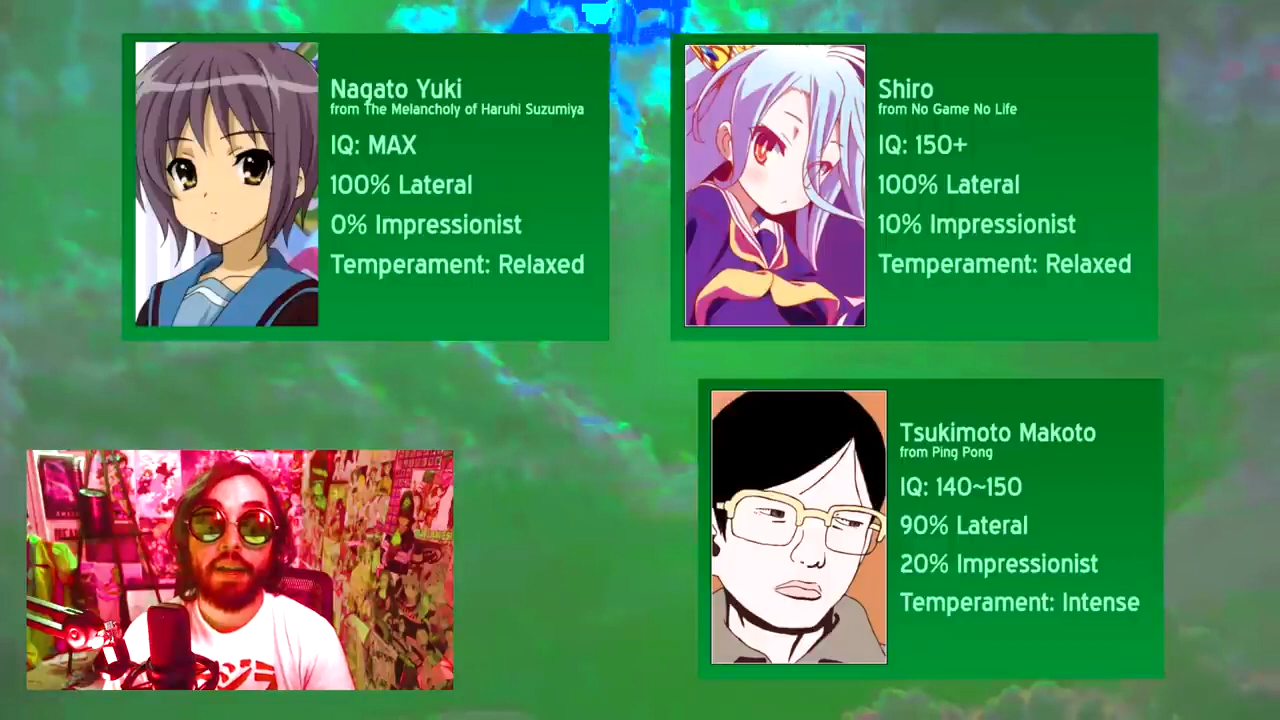 Nagato Yuki
from The Melancholy of Haruhi Suzumiya
IQ: MAX
100% Lateral
0% Impressionist
Temperament: Relaxed
Shiro
from No Game No Life
IQ: 150+
100% Lateral
10% Impressionist
Temperament: Relaxed
Tsukimoto Makoto
from Ping Pong
IQ: 140~150
90% Lateral
20% Impressionist
Temperament: Intense